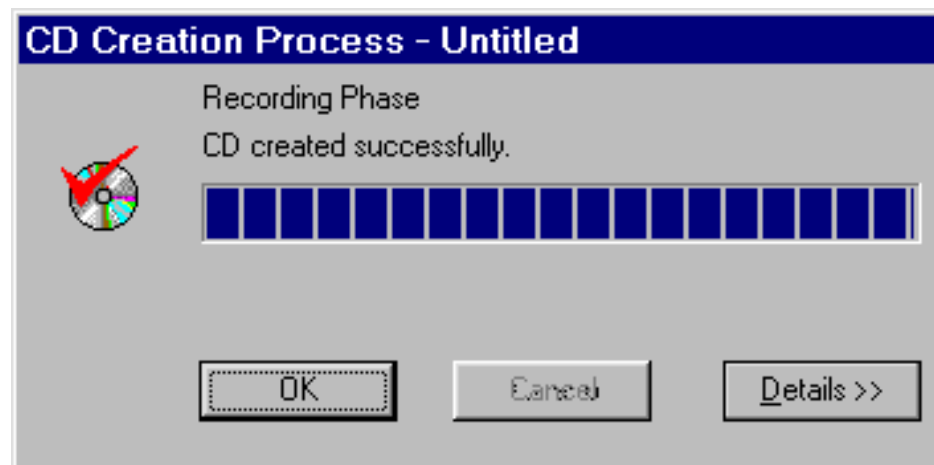 CD Creation Process - Untitled
Recording Phase
CD created successfully.
OK
Cancel
Details >>